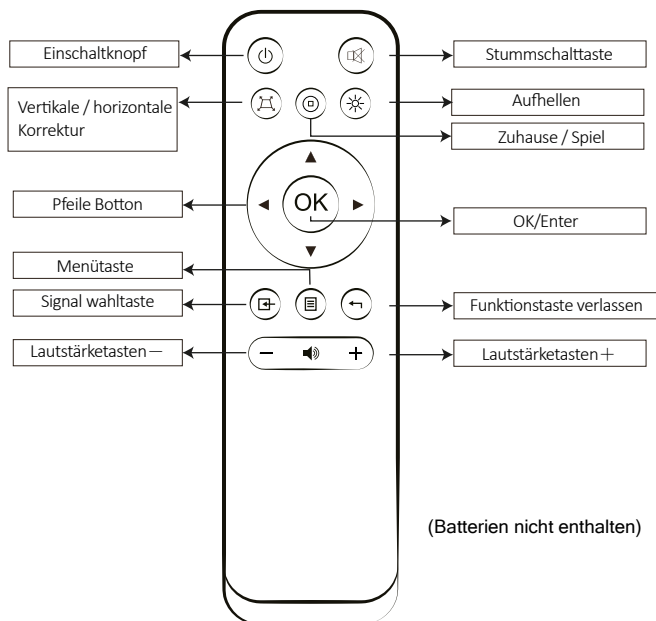 Einschaltknopf
Stummschalttaste
Vertikale / horizontale
Korrektur
Aufhellen
Zuhause / Spiel
Pfeile Botton
OK
OK/Enter
Menütaste
Signal wahltaste
Funktionstaste verlassen
Lautstärketasten—
Lautstärketasten+
(Batterien nicht enthalten)